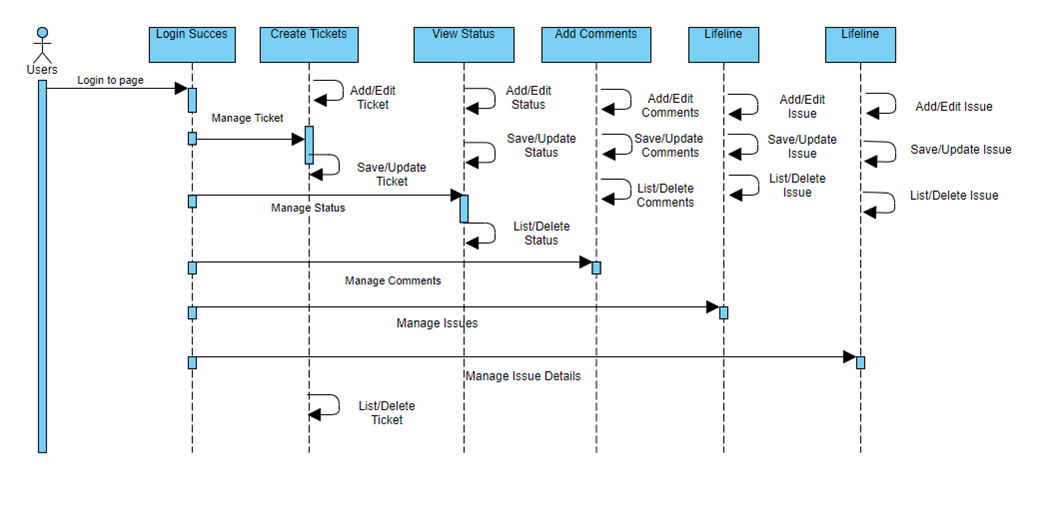 Login Succes
Create Tickets
View Status
Add Comments
Lifeline
Lifeline
Users
Login to page
Add/Edit
Ticket
Add/Edit
Status
Add/Edit
Comments
Add/Edit
Issue
Add/Edit Issue
Manage Ticket
Save/Update
Ticket
Save/Update
Status
Save/Update
Comments
Save/Update
Issue
Save/Update Issue
Manage Status
List/Delete
Status
List/Delete
Comments
List/Delete
Issue
List/Delete Issue
Manage Comments
Manage Issues
Manage Issue Details
List/Delete
Ticket